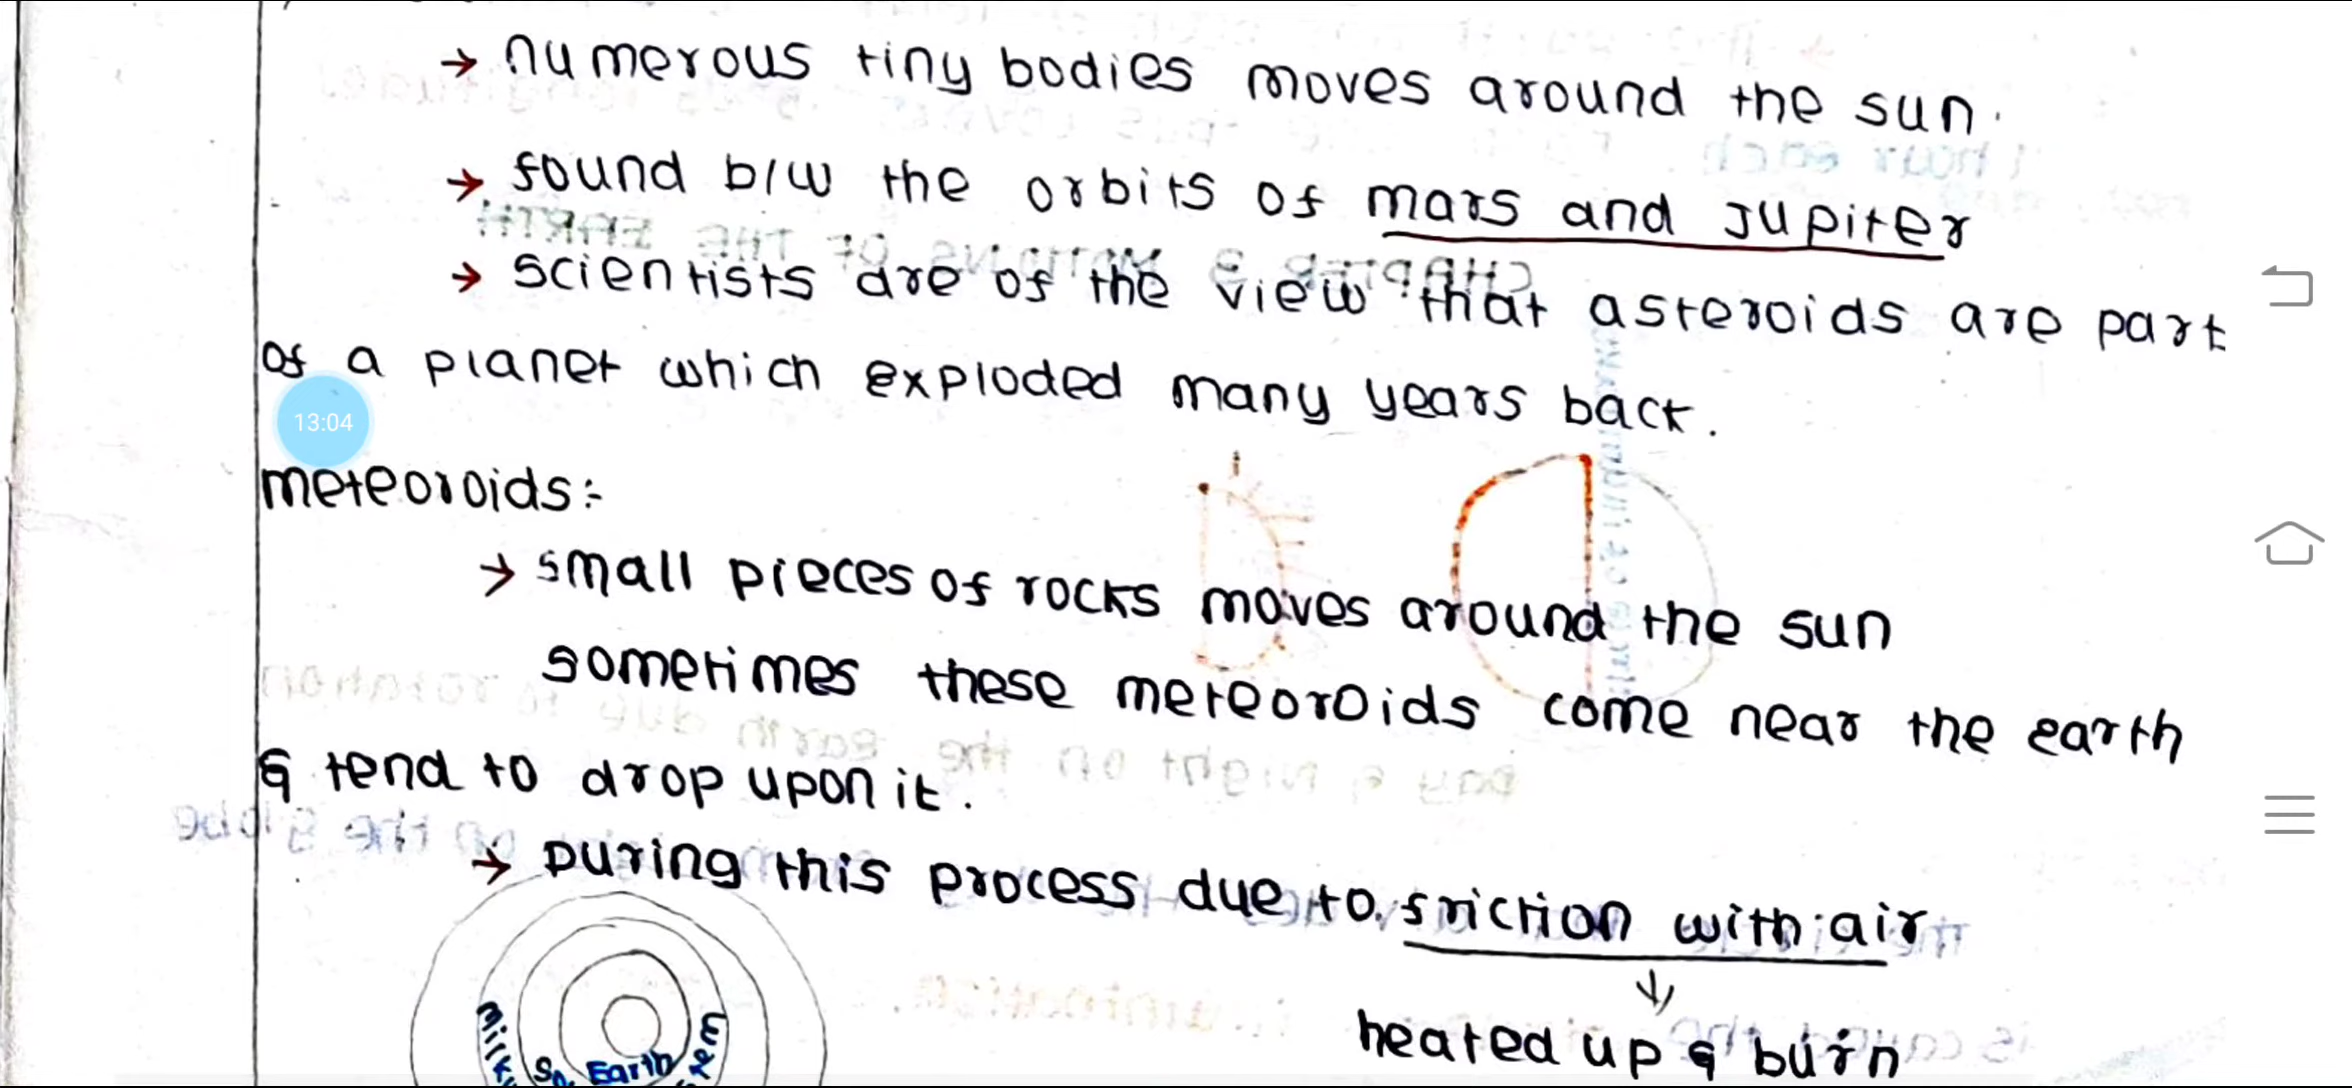 → numerous tiny bodies moves around the sun.
→ found b/w the orbits of mars and Jupiter
→ scientists are of the view that asteroids are part
of a planet which exploded many years back.
13:04
meteoroids:-
→ small pieces of rocks moves around the sun
sometimes these meteoroids come near the earth
& tend to drop upon it.
→ During this process due to friction with air
↓
heated up & burn
Milky
So
Earth